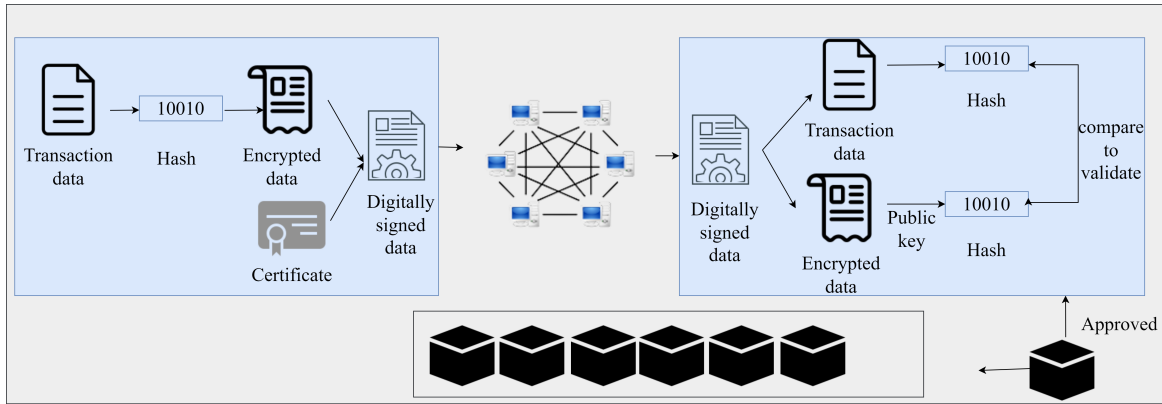 10010
Transaction
data
Hash
Encrypted
data
Certificate
Digitally
signed
data
Digitally
signed
data
Transaction
data
10010
Hash
compare
to
validate
Encrypted
data
Public
key
10010
Hash
Approved